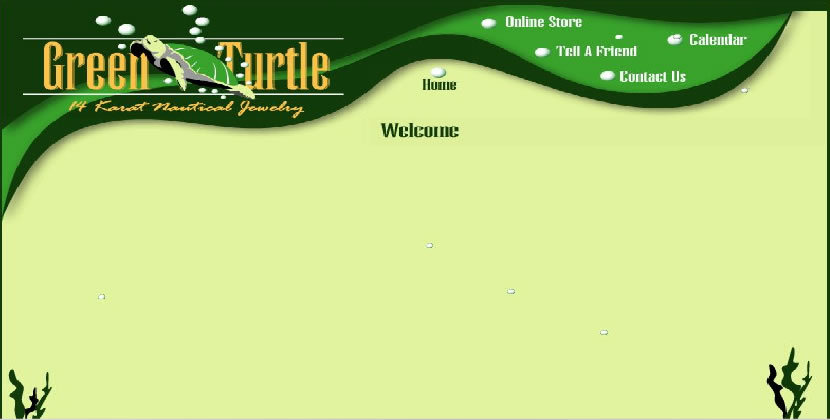 Green Turtle
14 Karat Nautical Jewelry
Online Store
Tell A Friend
Calendar
Contact Us
Home
Welcome